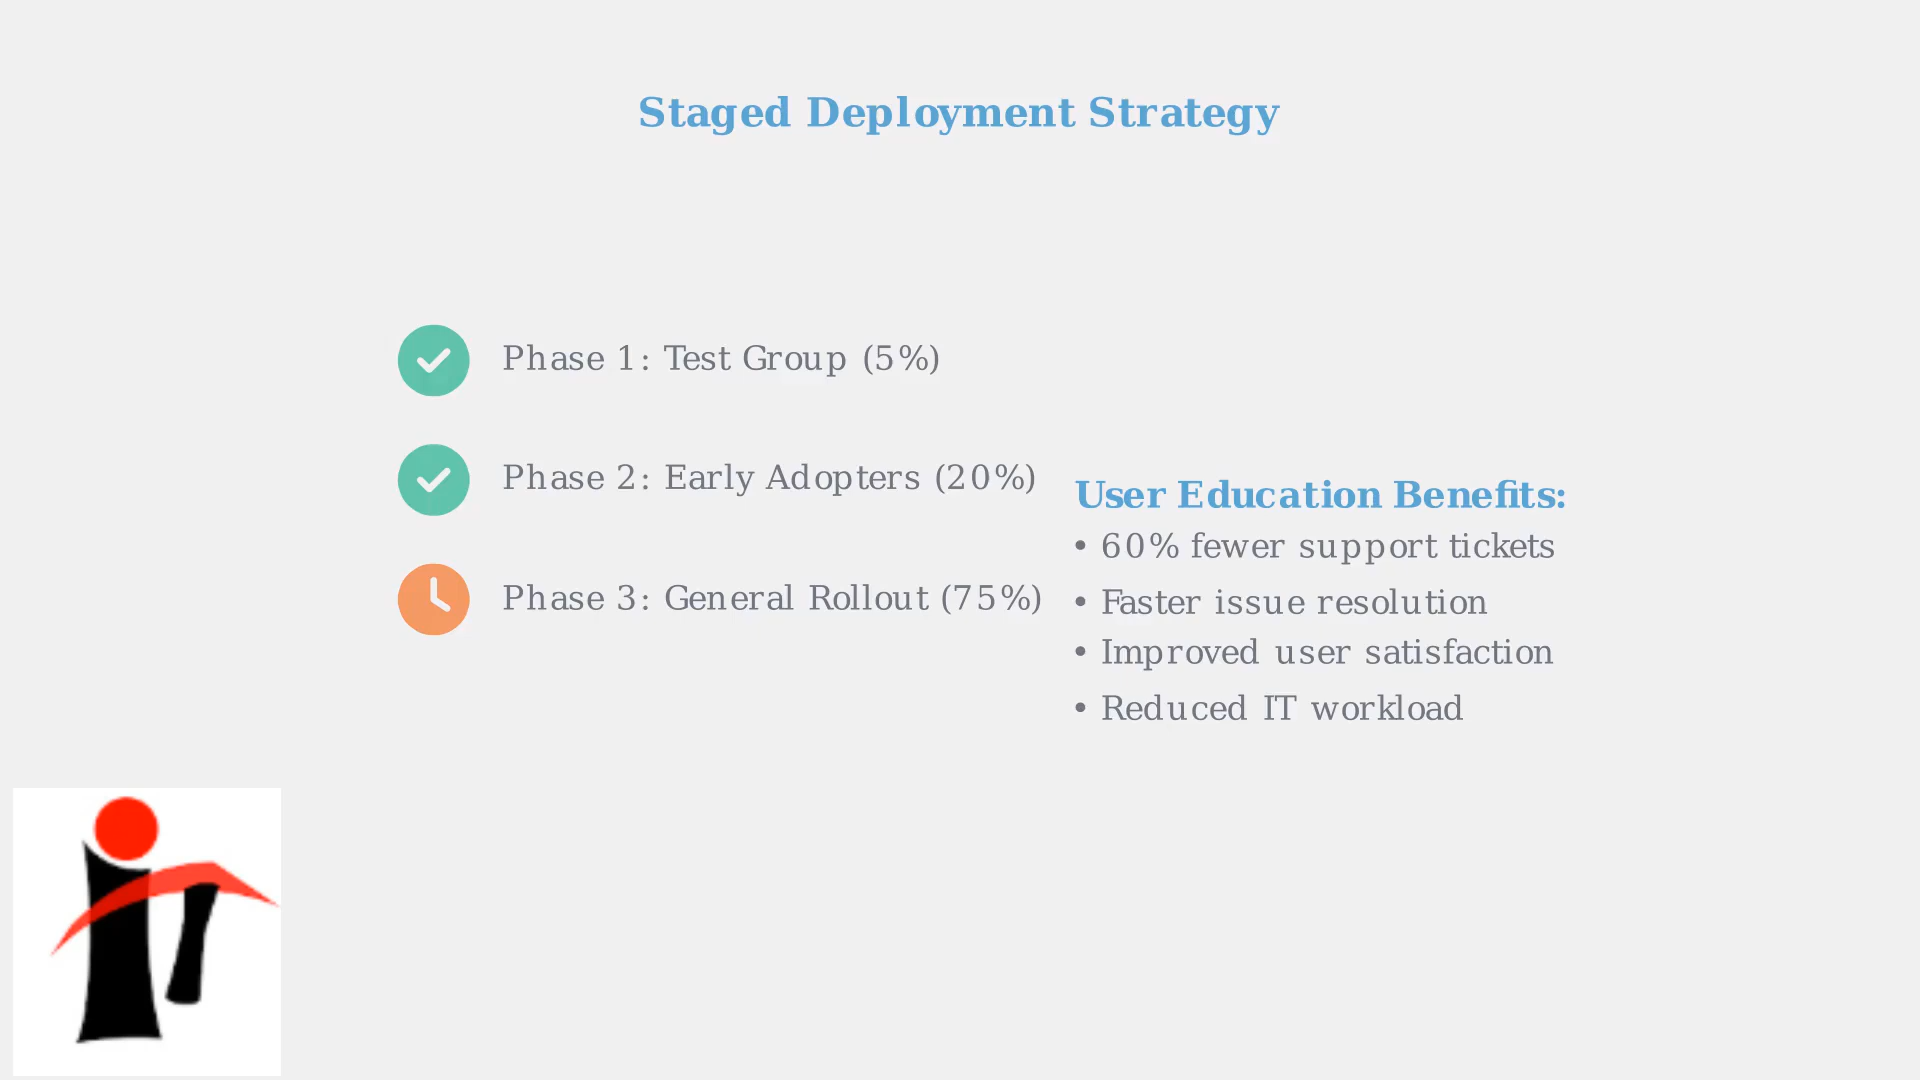 Staged Deployment Strategy
Phase 1: Test Group (5%)
Phase 2: Early Adopters (20%)
Phase 3: General Rollout (75%)
User Education Benefits:
• 60% fewer support tickets
• Faster issue resolution
• Improved user satisfaction
• Reduced IT workload